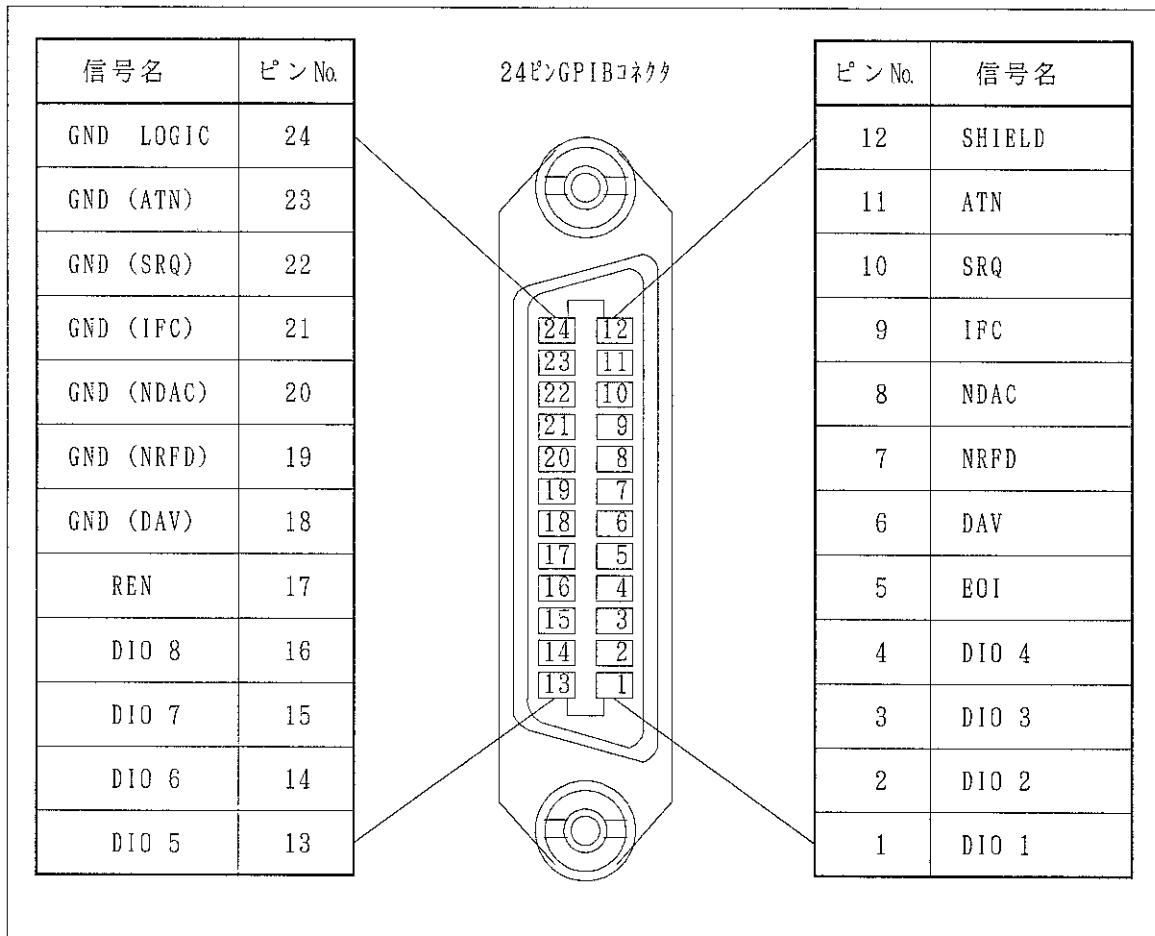 24ピンGPIBコネクタ
信号名 ピンNo.
GND LOGIC 24
GND (ATN) 23
GND (SRQ) 22
GND (IFC) 21
GND (NDAC) 20
GND (NRFD) 19
GND (DAV) 18
REN 17
DIO 8 16
DIO 7 15
DIO 6 14
DIO 5 13
24 12
23 11
22 10
21 9
20 8
19 7
18 6
17 5
16 4
15 3
14 2
13 1
ピンNo. 信号名
12 SHIELD
11 ATN
10 SRQ
9 IFC
8 NDAC
7 NRFD
6 DAV
5 EOI
4 DIO 4
3 DIO 3
2 DIO 2
1 DIO 1